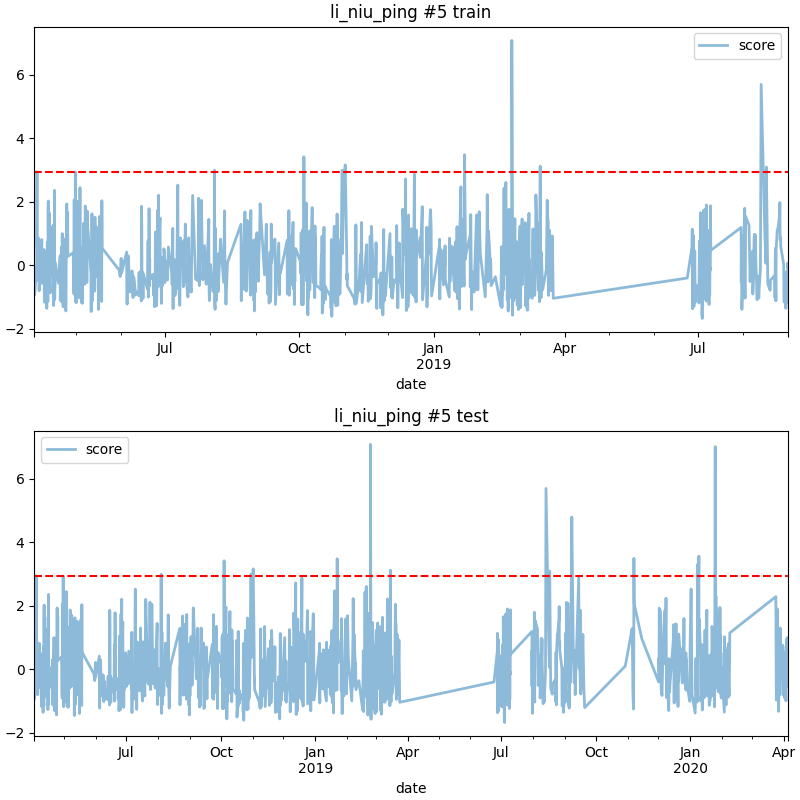 li_niu_ping #5 train
score
6
4
2
0
−2
Jul Oct Jan Apr Jul
2019
date
li_niu_ping #5 test
score
6
4
2
0
−2
Jul Oct Jan Apr Jul Oct Jan Apr
2019 2020
date